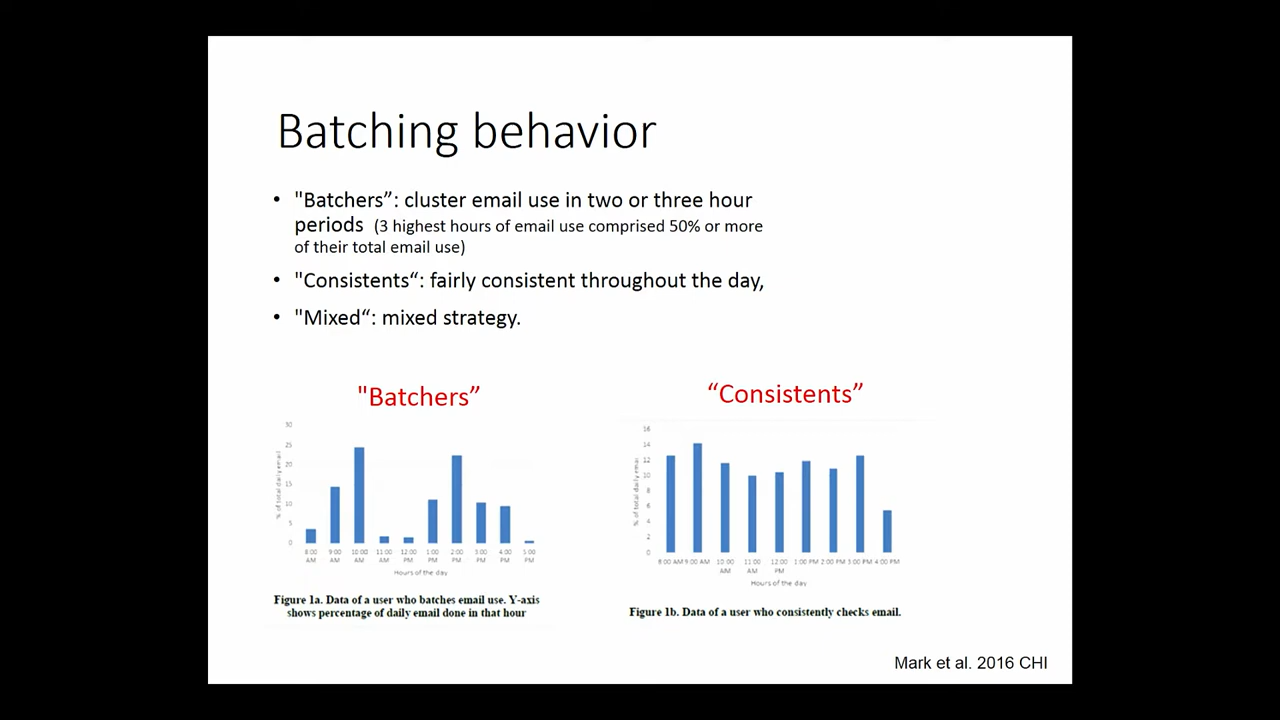 Batching behavior
• "Batchers”: cluster email use in two or three hour
periods (3 highest hours of email use comprised 50% or more
of their total email use)
• "Consistents“: fairly consistent throughout the day,
• "Mixed“: mixed strategy.
"Batchers”
“Consistents”
30
25
20
15
10
5
0
% of total daily email
8:00 AM 9:00 AM 10:00 AM 11:00 AM 12:00 PM 1:00 PM 2:00 PM 3:00 PM 4:00 PM 5:00 PM
Hours of the day
Figure 1a. Data of a user who batches email use. Y-axis
shows percentage of daily email done in that hour
16
14
12
10
8
6
4
2
0
% of total daily emai
8:00 AM 9:00 AM 10:00 AM 11:00 AM 12:00 PM 1:00 PM 2:00 PM 3:00 PM 4:00 PM
Hours of the day
Figure 1b. Data of a user who consistently checks email.
Mark et al. 2016 CHI